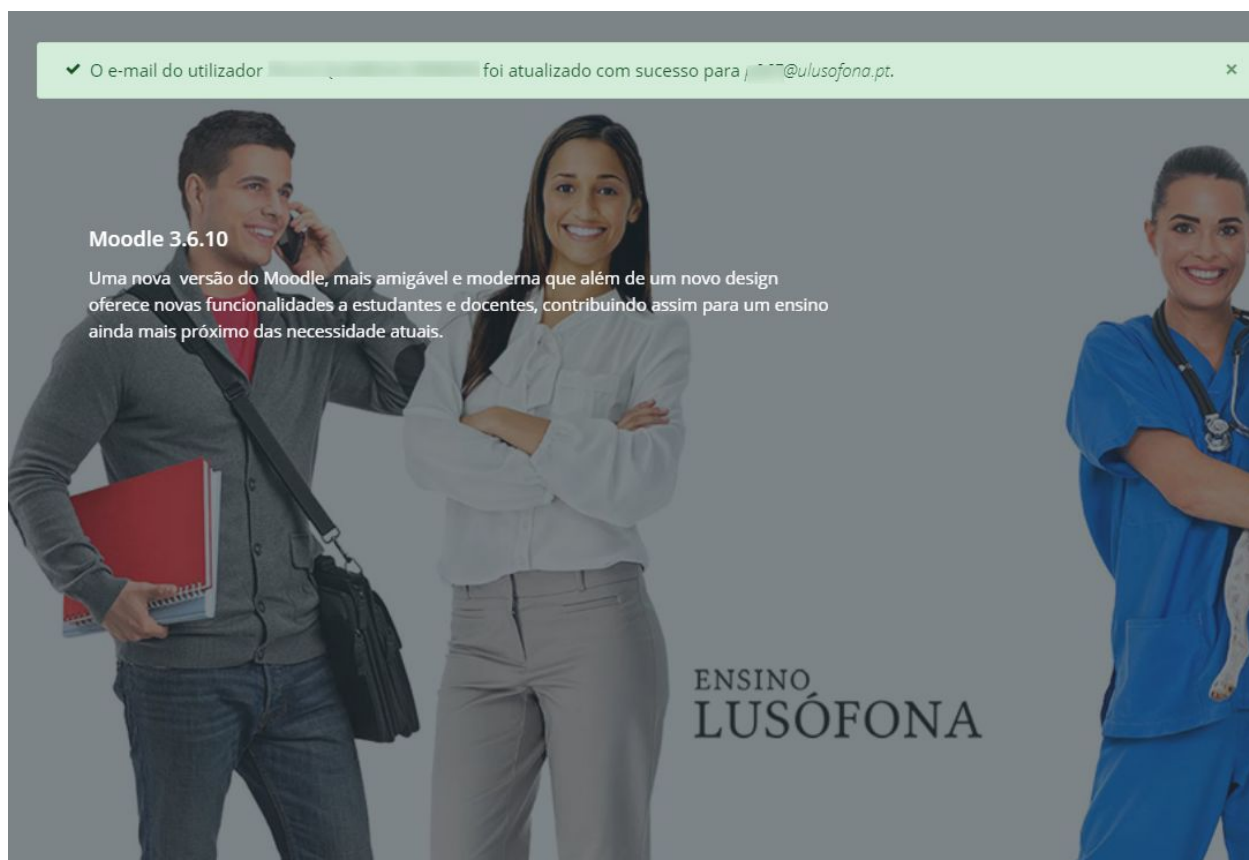 O e-mail do utilizador foi atualizado com sucesso para @ulusofona.pt.
Moodle 3.6.10
Uma nova versão do Moodle, mais amigável e moderna que além de um novo design
oferece novas funcionalidades a estudantes e docentes, contribuindo assim para um ensino
ainda mais próximo das necessidade atuais.
ENSINO
LUSÓFONA